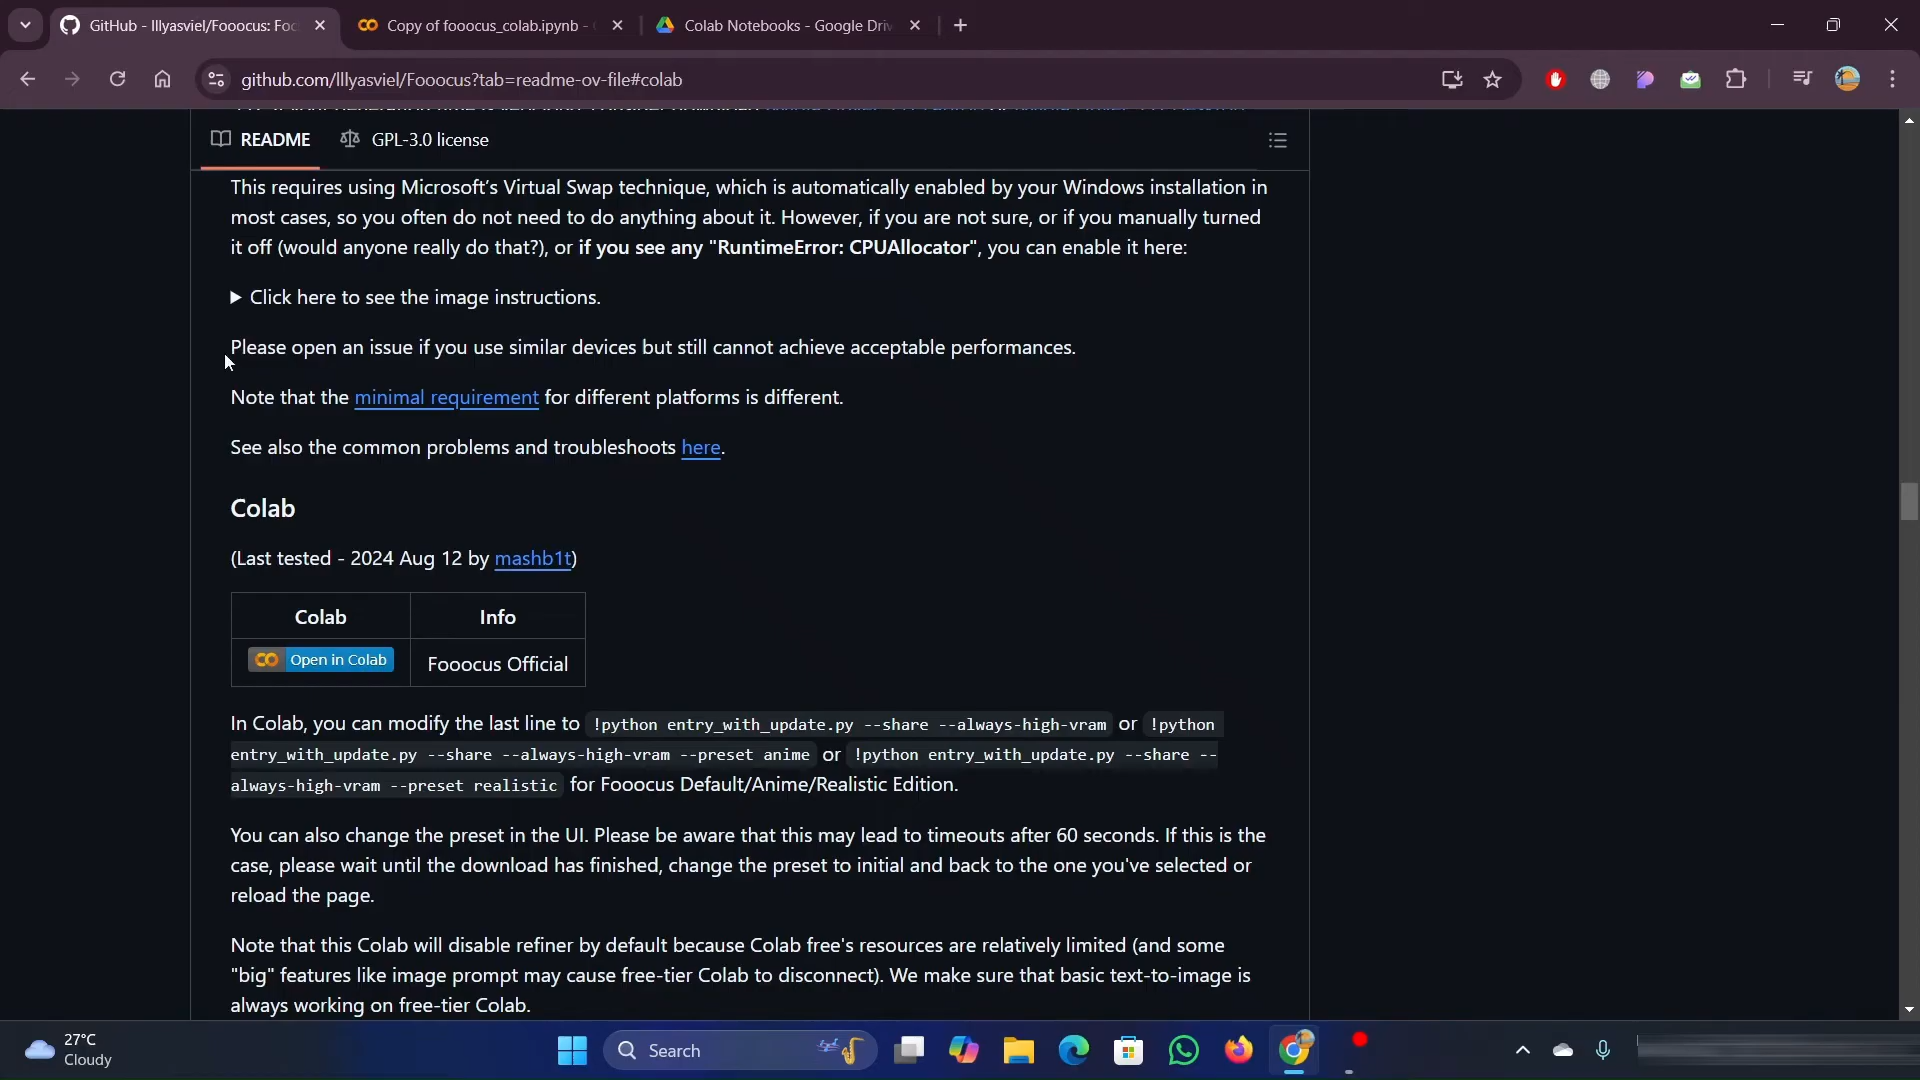 GitHub - lllyasviel/Fooocus: Foc
Copy of fooocus_colab.ipynb -
Colab Notebooks - Google Driv
github.com/lllyasviel/Fooocus?tab=readme-ov-file#colab
README
GPL-3.0 license
This requires using Microsoft's Virtual Swap technique, which is automatically enabled by your Windows installation in
most cases, so you often do not need to do anything about it. However, if you are not sure, or if you manually turned
it off (would anyone really do that?), or if you see any "RuntimeError: CPUAllocator", you can enable it here:
Click here to see the image instructions.
Please open an issue if you use similar devices but still cannot achieve acceptable performances.
Note that the minimal requirement for different platforms is different.
See also the common problems and troubleshoots here.
Colab
(Last tested - 2024 Aug 12 by mashb1t)
Colab Info
Open in Colab Fooocus Official
In Colab, you can modify the last line to !python entry_with_update.py --share --always-high-vram or !python
entry_with_update.py --share --always-high-vram --preset anime or !python entry_with_update.py --share --
always-high-vram --preset realistic for Fooocus Default/Anime/Realistic Edition.
You can also change the preset in the UI. Please be aware that this may lead to timeouts after 60 seconds. If this is the
case, please wait until the download has finished, change the preset to initial and back to the one you've selected or
reload the page.
Note that this Colab will disable refiner by default because Colab free's resources are relatively limited (and some
"big" features like image prompt may cause free-tier Colab to disconnect). We make sure that basic text-to-image is
always working on free-tier Colab.
27°C
Cloudy
Search